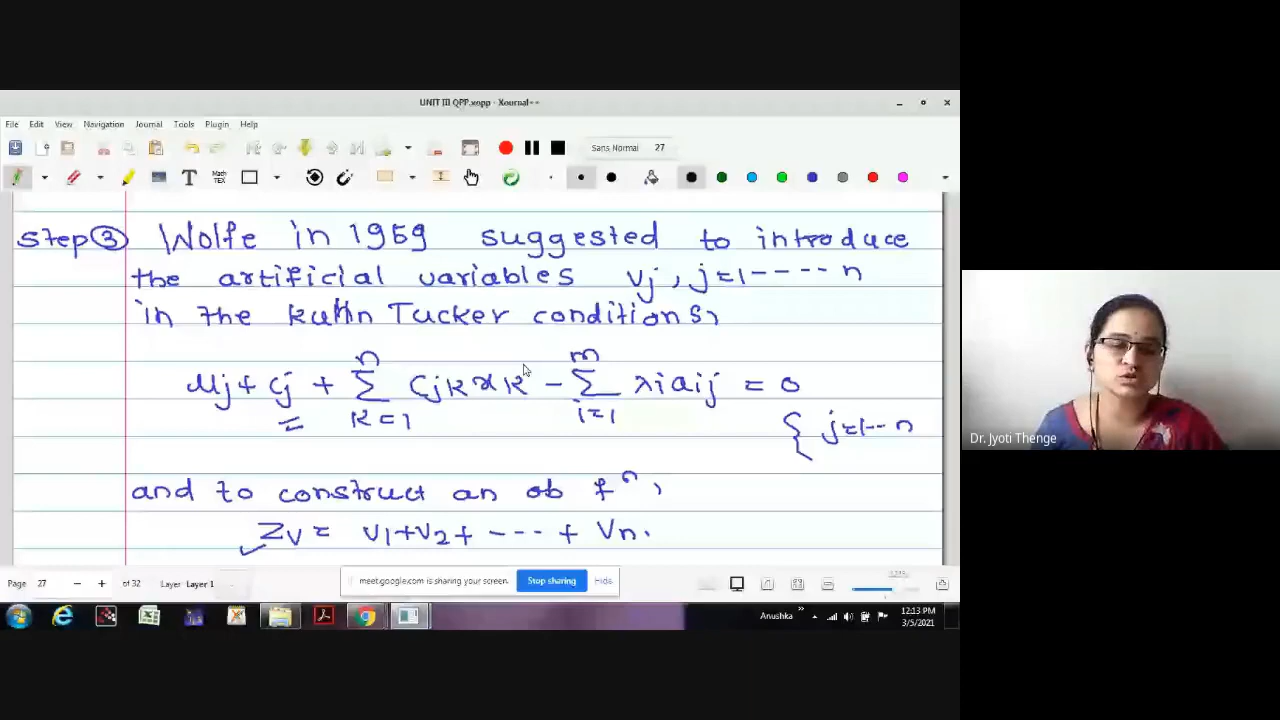 UNIT III QPP.xopp - Xournal++
File Edit View Navigation Journal Tools Plugin Help
Sans Normal 27
Step ③ Wolfe in 1959 suggested to introduce
the artificial variables vj, j=1----- n
in the kuhn Tucker conditions,
μj + cj + n∑k=1 Cjk xk - m∑i=1 λi aij = 0
{ j=1-- n
and to construct an ob fⁿ,
Zv = v1+v2+ ---- + Vn.
Page 27 of 32 Layer Layer 1
meet.google.com is sharing your screen. Stop sharing Hide
Anushka
12:13 PM
3/5/2021
Dr. Jyoti Thenge